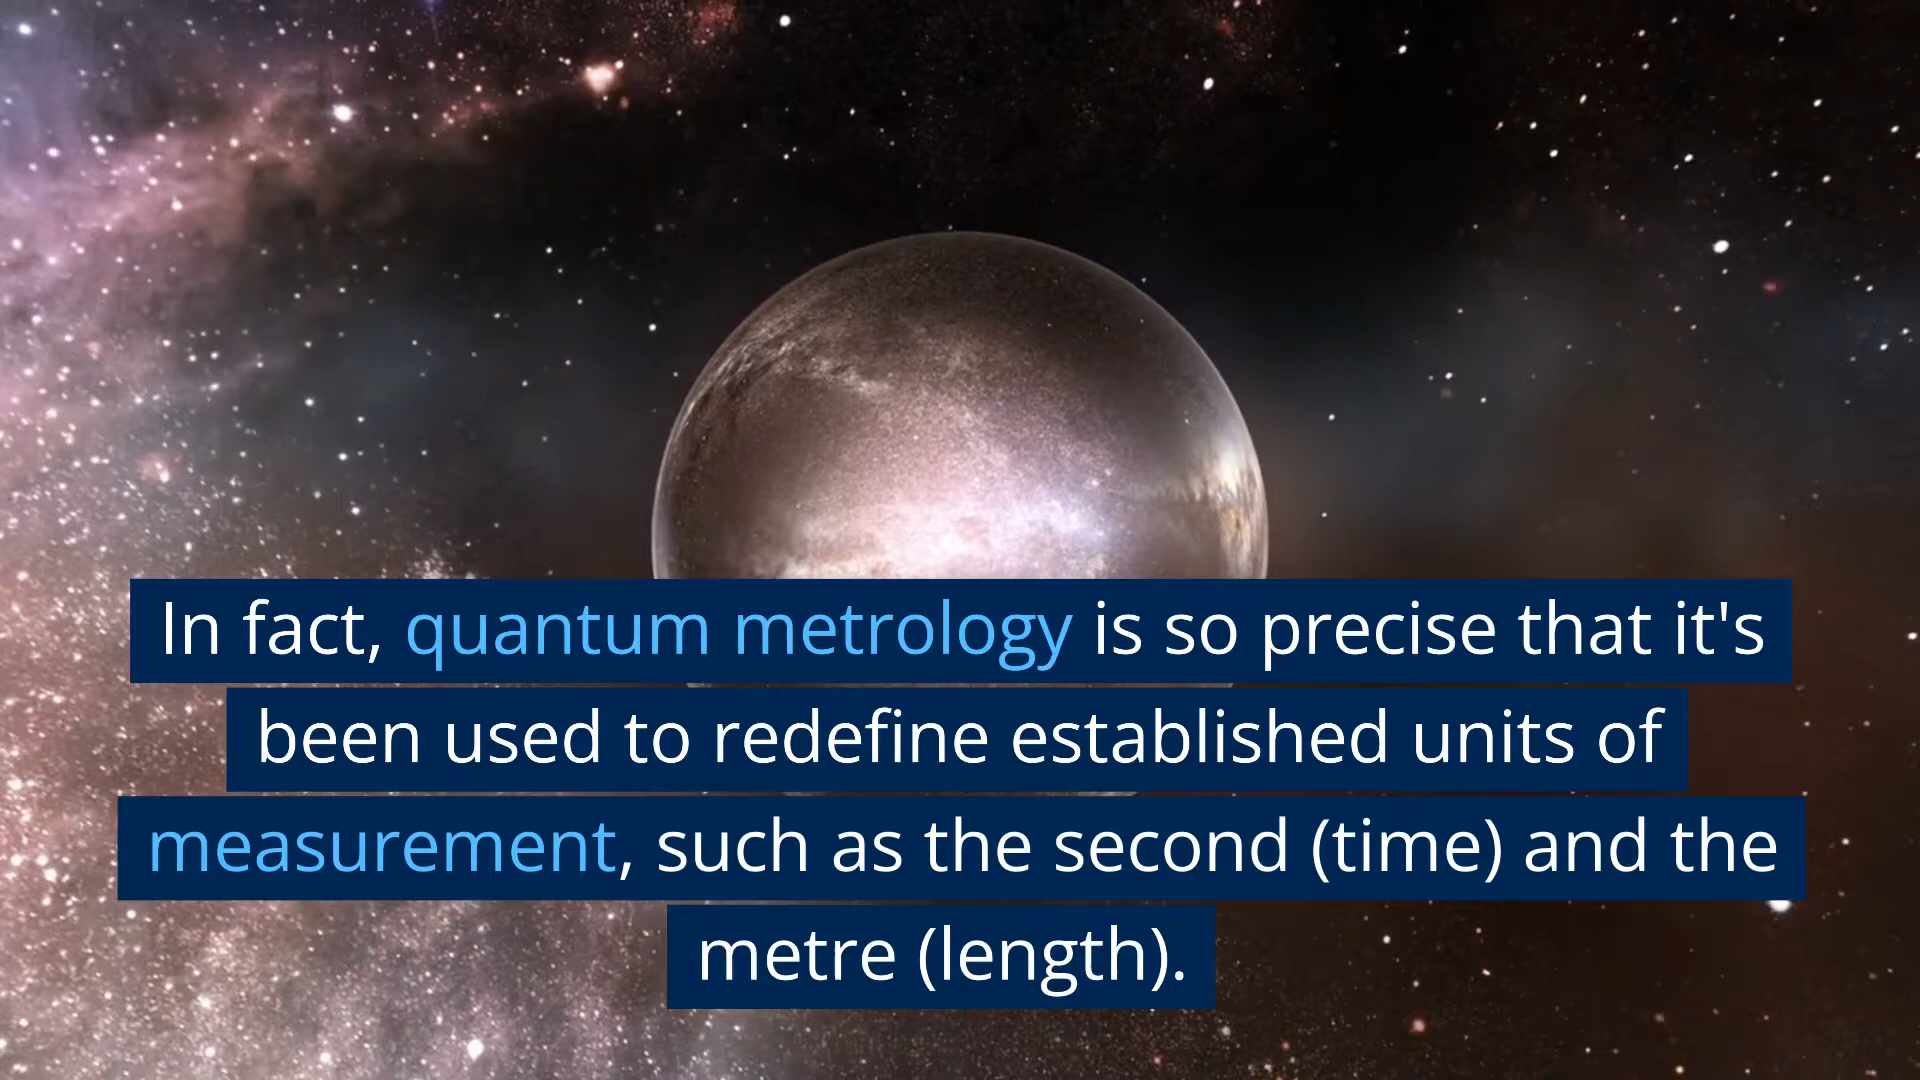 In fact, quantum metrology is so precise that it's
been used to redefine established units of
measurement, such as the second (time) and the
metre (length).